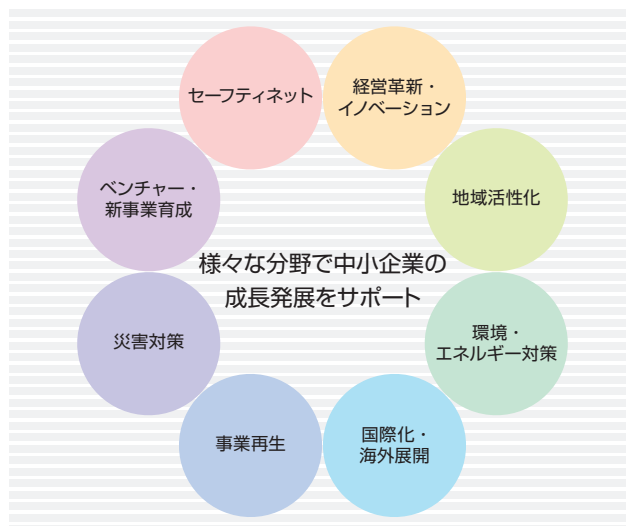 セーフティネット
経営革新・
イノベーション
ベンチャー・
新事業育成
地域活性化
様々な分野で中小企業の
成長発展をサポート
災害対策
環境・
エネルギー対策
事業再生
国際化・
海外展開